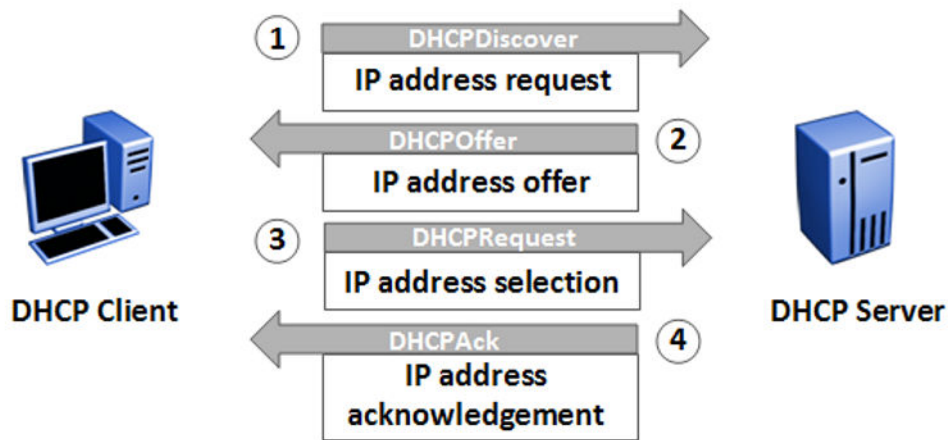 1
DHCPDiscover
IP address request
DHCPOffer
2
IP address offer
3
DHCPRequest
IP address selection
DHCP Client
DHCP Server
DHCPAck
4
IP address
acknowledgement